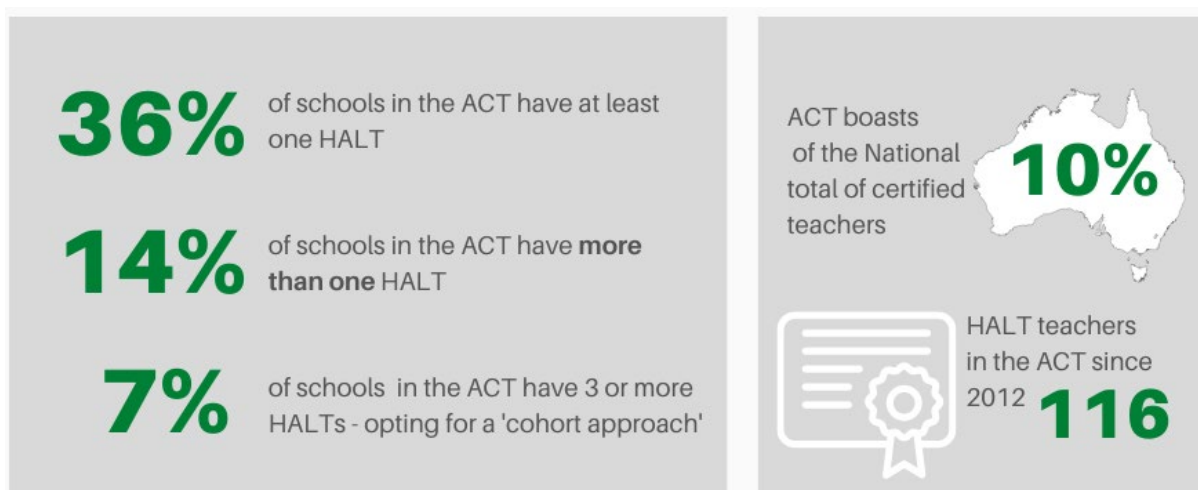 36%
of schools in the ACT have at least
one HALT
14%
of schools in the ACT have more
than one HALT
7%
of schools in the ACT have 3 or more
HALTs - opting for a 'cohort approach'
ACT boasts
of the National
total of certified
teachers
10%
HALT teachers
in the ACT since
2012
116